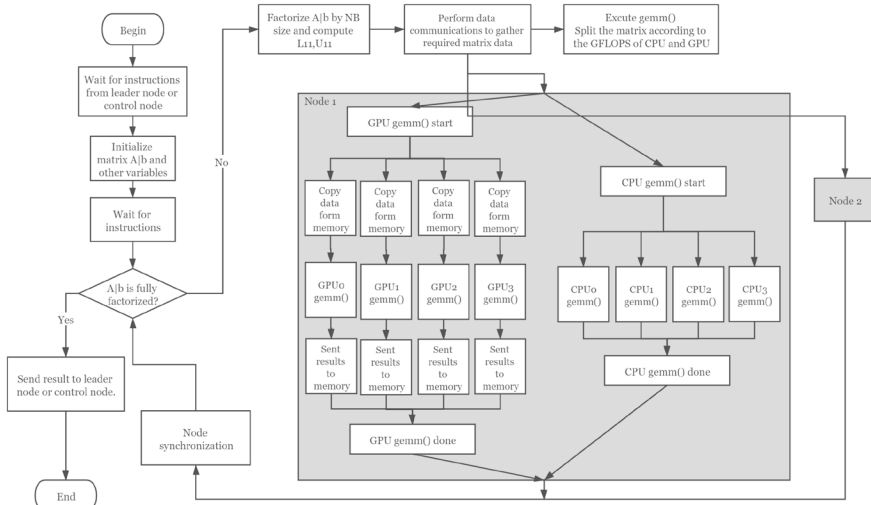 Begin
Wait for instructions
from leader node or
control node
Initialize
matrix A|b and
other variables
Wait for
instructions
A|b is fully
factorized?
Yes
No
Send result to leader
node or control node.
End
Node
synchronization
Factorize A|b by NB
size and compute
L11,U11
Perform data
communications to gather
required matrix data
Excute gemm()
Split the matrix according to
the GFLOPS of CPU and GPU
Node 1
GPU gemm() start
Copy
data
form
memory
Copy
data
form
memory
Copy
data
form
memory
Copy
data
form
memory
GPU0
gemm()
GPU1
gemm()
GPU2
gemm()
GPU3
gemm()
Sent
results
to
memory
Sent
results
to
memory
Sent
results
to
memory
Sent
results
to
memory
GPU gemm() done
CPU gemm() start
CPU0
gemm()
CPU1
gemm()
CPU2
gemm()
CPU3
gemm()
CPU gemm() done
Node 2